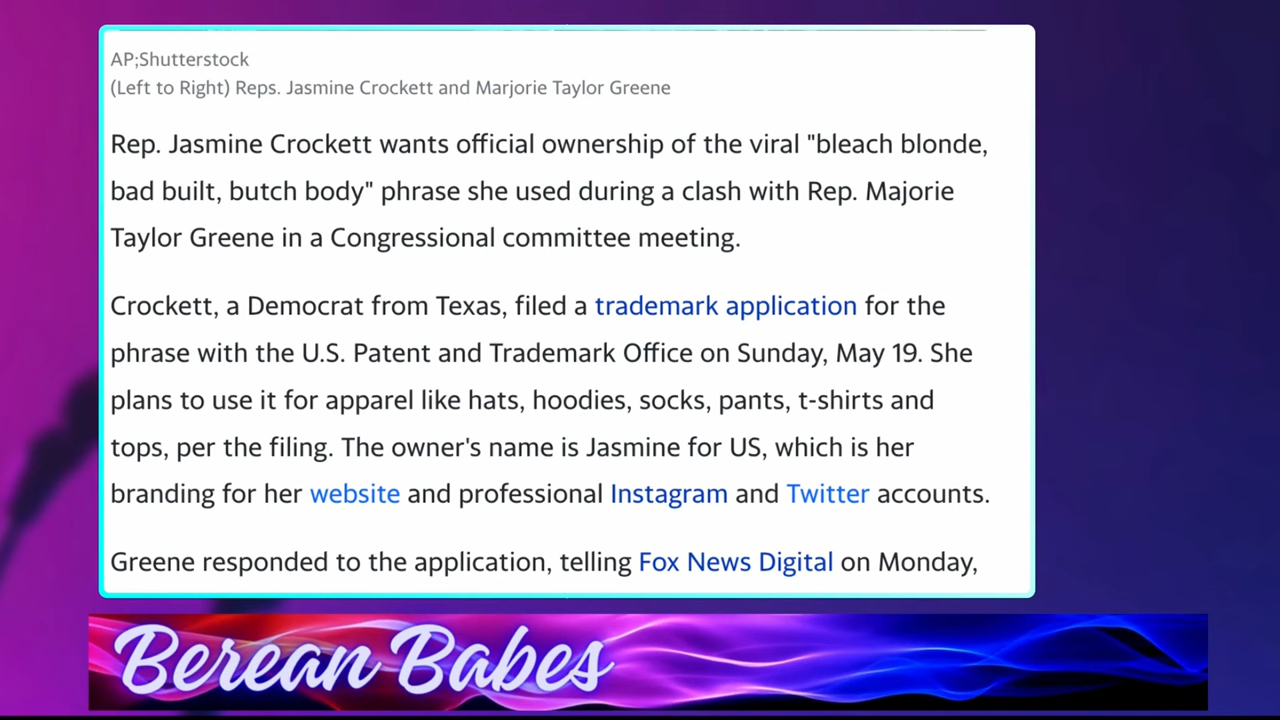 AP;Shutterstock
(Left to Right) Reps. Jasmine Crockett and Marjorie Taylor Greene
Rep. Jasmine Crockett wants official ownership of the viral "bleach blonde,
bad built, butch body" phrase she used during a clash with Rep. Majorie
Taylor Greene in a Congressional committee meeting.
Crockett, a Democrat from Texas, filed a trademark application for the
phrase with the U.S. Patent and Trademark Office on Sunday, May 19. She
plans to use it for apparel like hats, hoodies, socks, pants, t-shirts and
tops, per the filing. The owner's name is Jasmine for US, which is her
branding for her website and professional Instagram and Twitter accounts.
Greene responded to the application, telling Fox News Digital on Monday,
Berean Babes